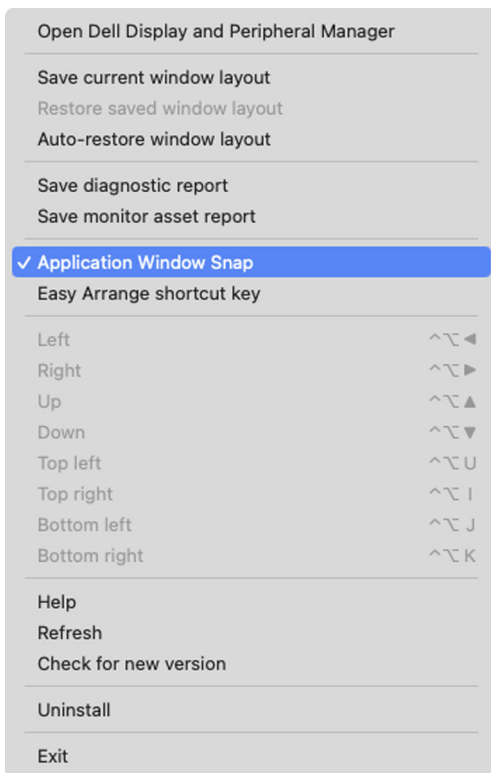 Open Dell Display and Peripheral Manager
Save current window layout
Restore saved window layout
Auto-restore window layout
Save diagnostic report
Save monitor asset report
✓ Application Window Snap
Easy Arrange shortcut key
Left ^⌥◀
Right ^⌥▶
Up ^⌥▲
Down ^⌥▼
Top left ^⌥U
Top right ^⌥I
Bottom left ^⌥J
Bottom right ^⌥K
Help
Refresh
Check for new version
Uninstall
Exit